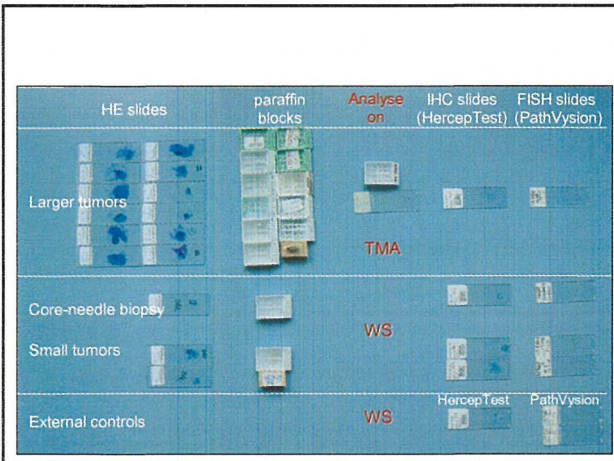 HE slides
paraffin
blocks
Analyse
on
IHC slides
(HercepTest)
FISH slides
(PathVysion)
Larger tumors
TMA
Core-needle biopsy
WS
Small tumors
HercepTest
PathVysion
External controls
WS